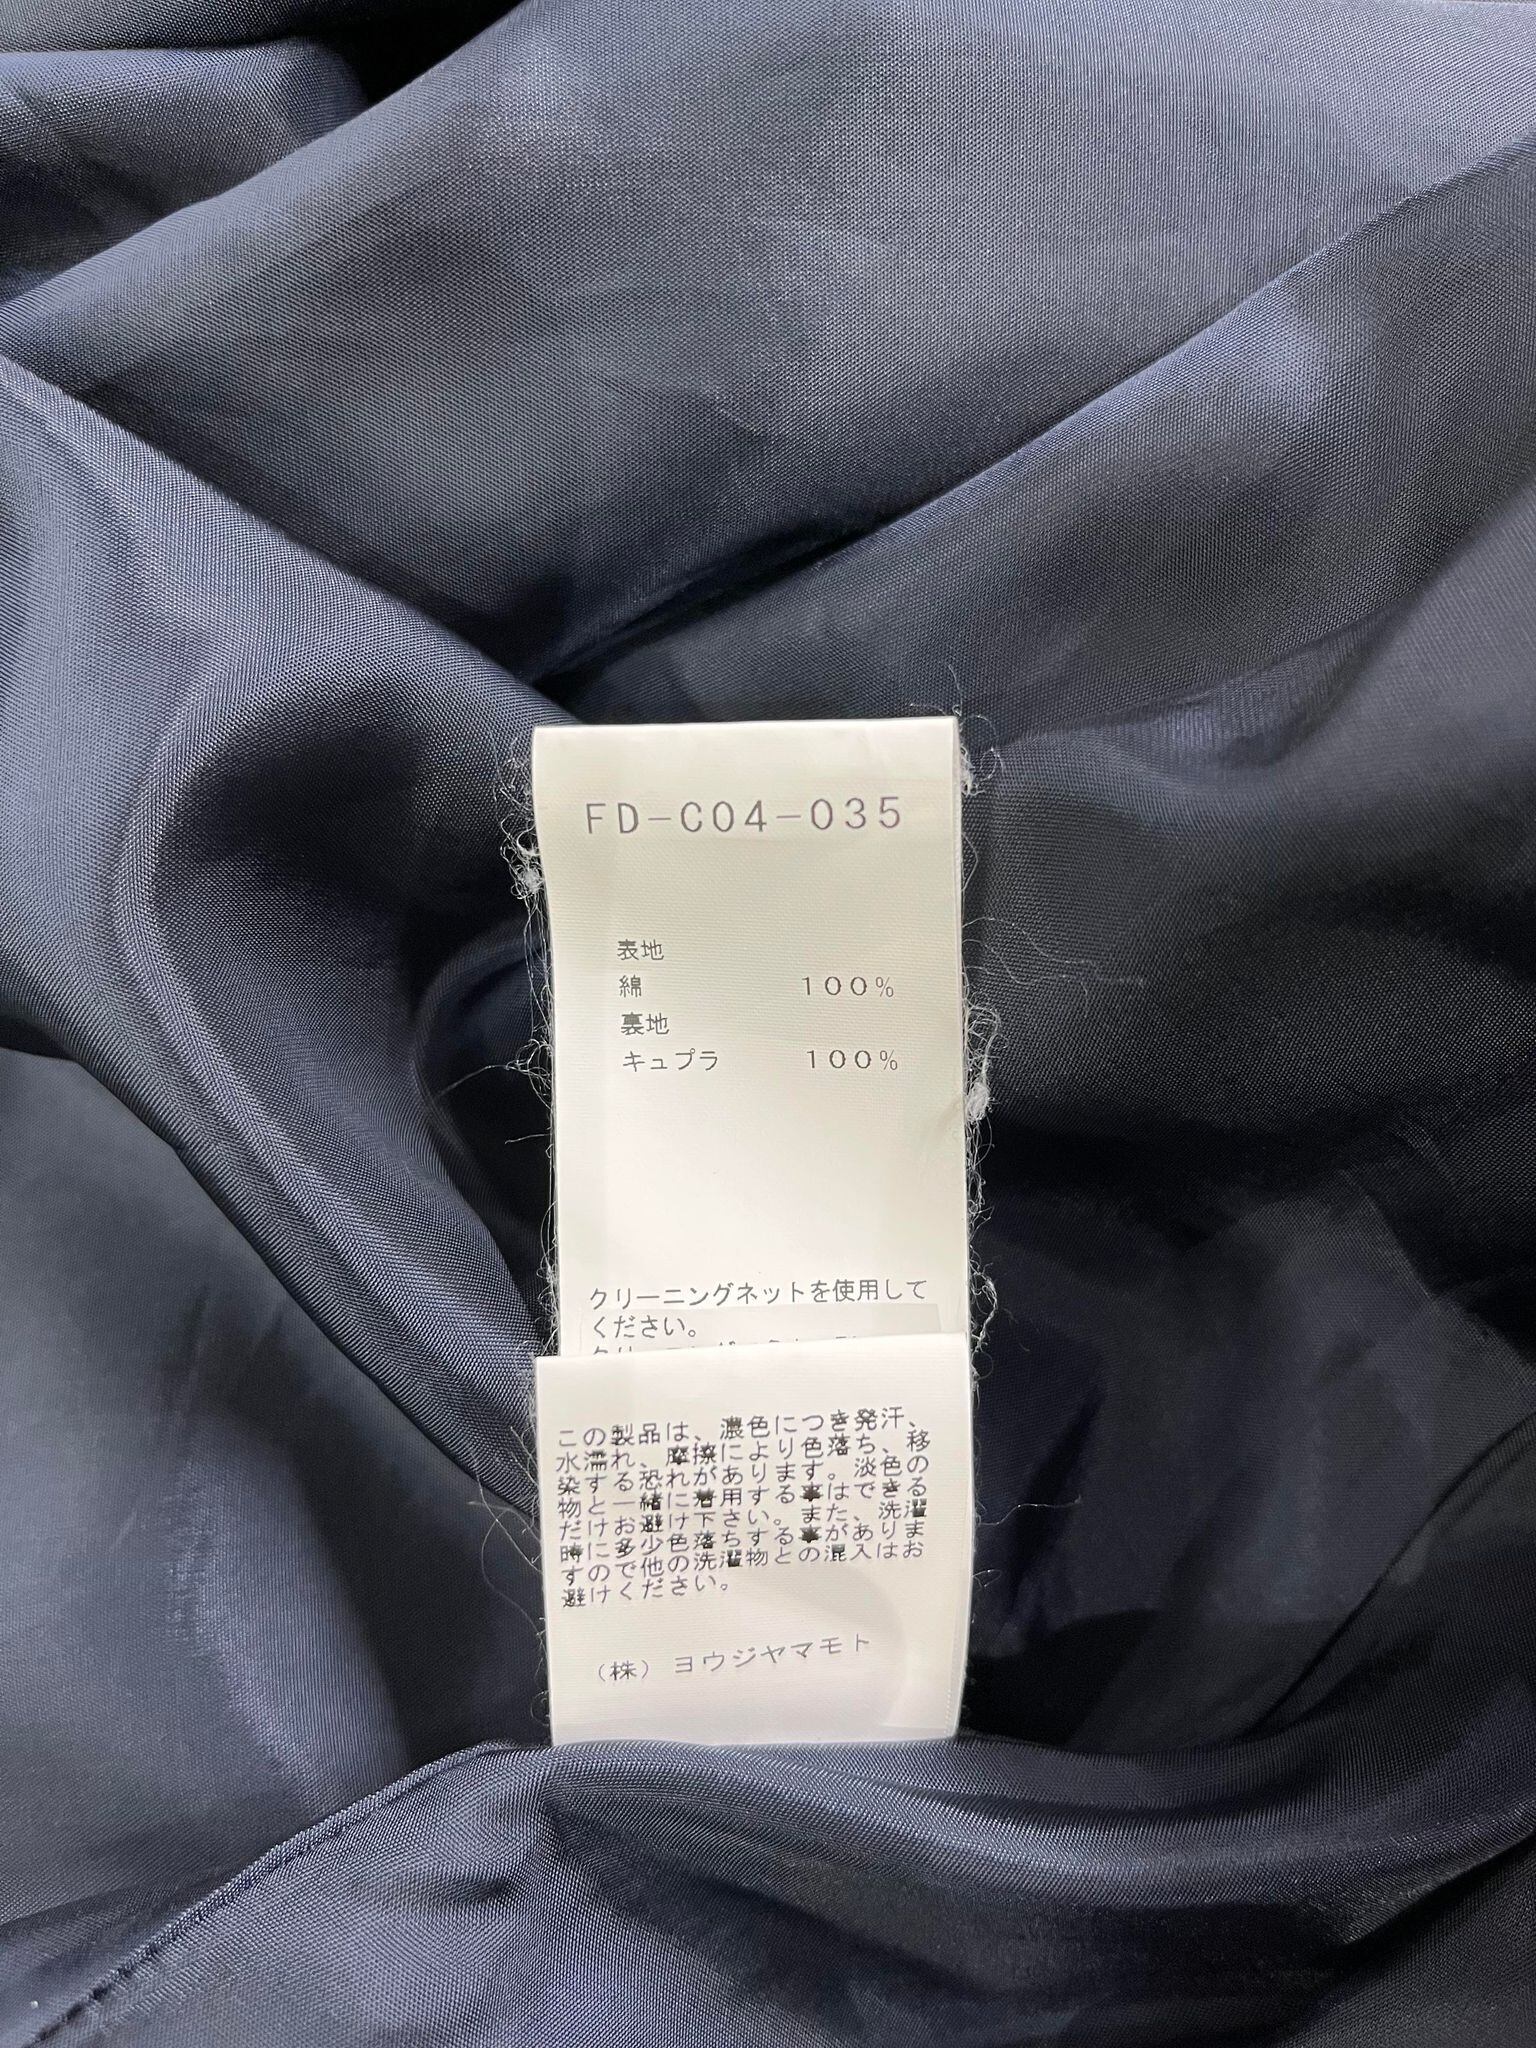 FD-C04-035
表地
綿 100%
裏地
キュプラ 100%
クリーニングネットを使用して
ください。
この製品は、濃色につき発汗、
水濡れ、摩擦により色落ち、移
染する恐れがあります。淡色の
物と一緒に着用する事はできる
だけお避け下さい。また、洗濯
時に多少色落ちする事がありま
すので他の洗濯物との混入はお
避けください。
(株) ヨウジヤマモト